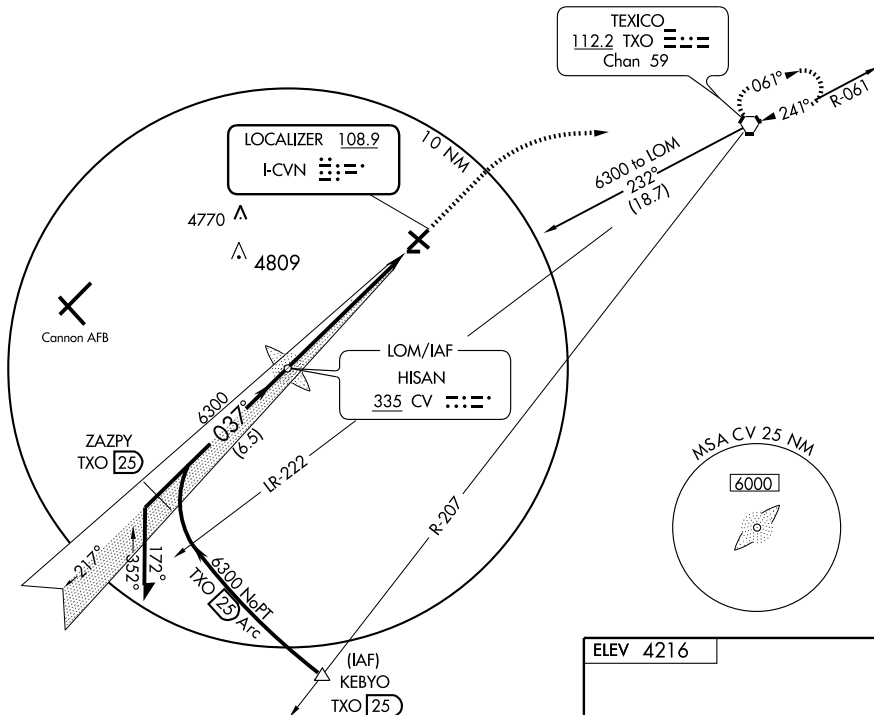 TEXICO
112.2 TXO
Chan 59
061°
241°
R-061
LOCALIZER 108.9
I-CVN
10 NM
6300 to LOM
232°
(18.7)
4770
4809
Cannon AFB
LOM/IAF
HISAN
335 CV
6300
037°
(6.5)
ZAZPY
TXO 25
LR-222
R-207
MSA CV 25 NM
6000
217°
352°
172°
6300 NoPT
TXO 25 Arc
(IAF)
KEBYO
TXO 25
ELEV 4216